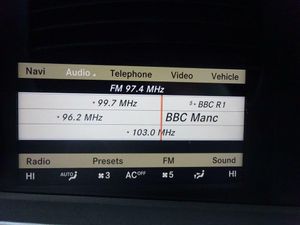 Navi Audio Telephone Video Vehicle
FM 97.4 MHz
99.7 MHz BBC R1
96.2 MHz BBC Manc
103.0 MHz
Radio Presets FM Sound
HI AUTO 3 AC OFF 5 HI